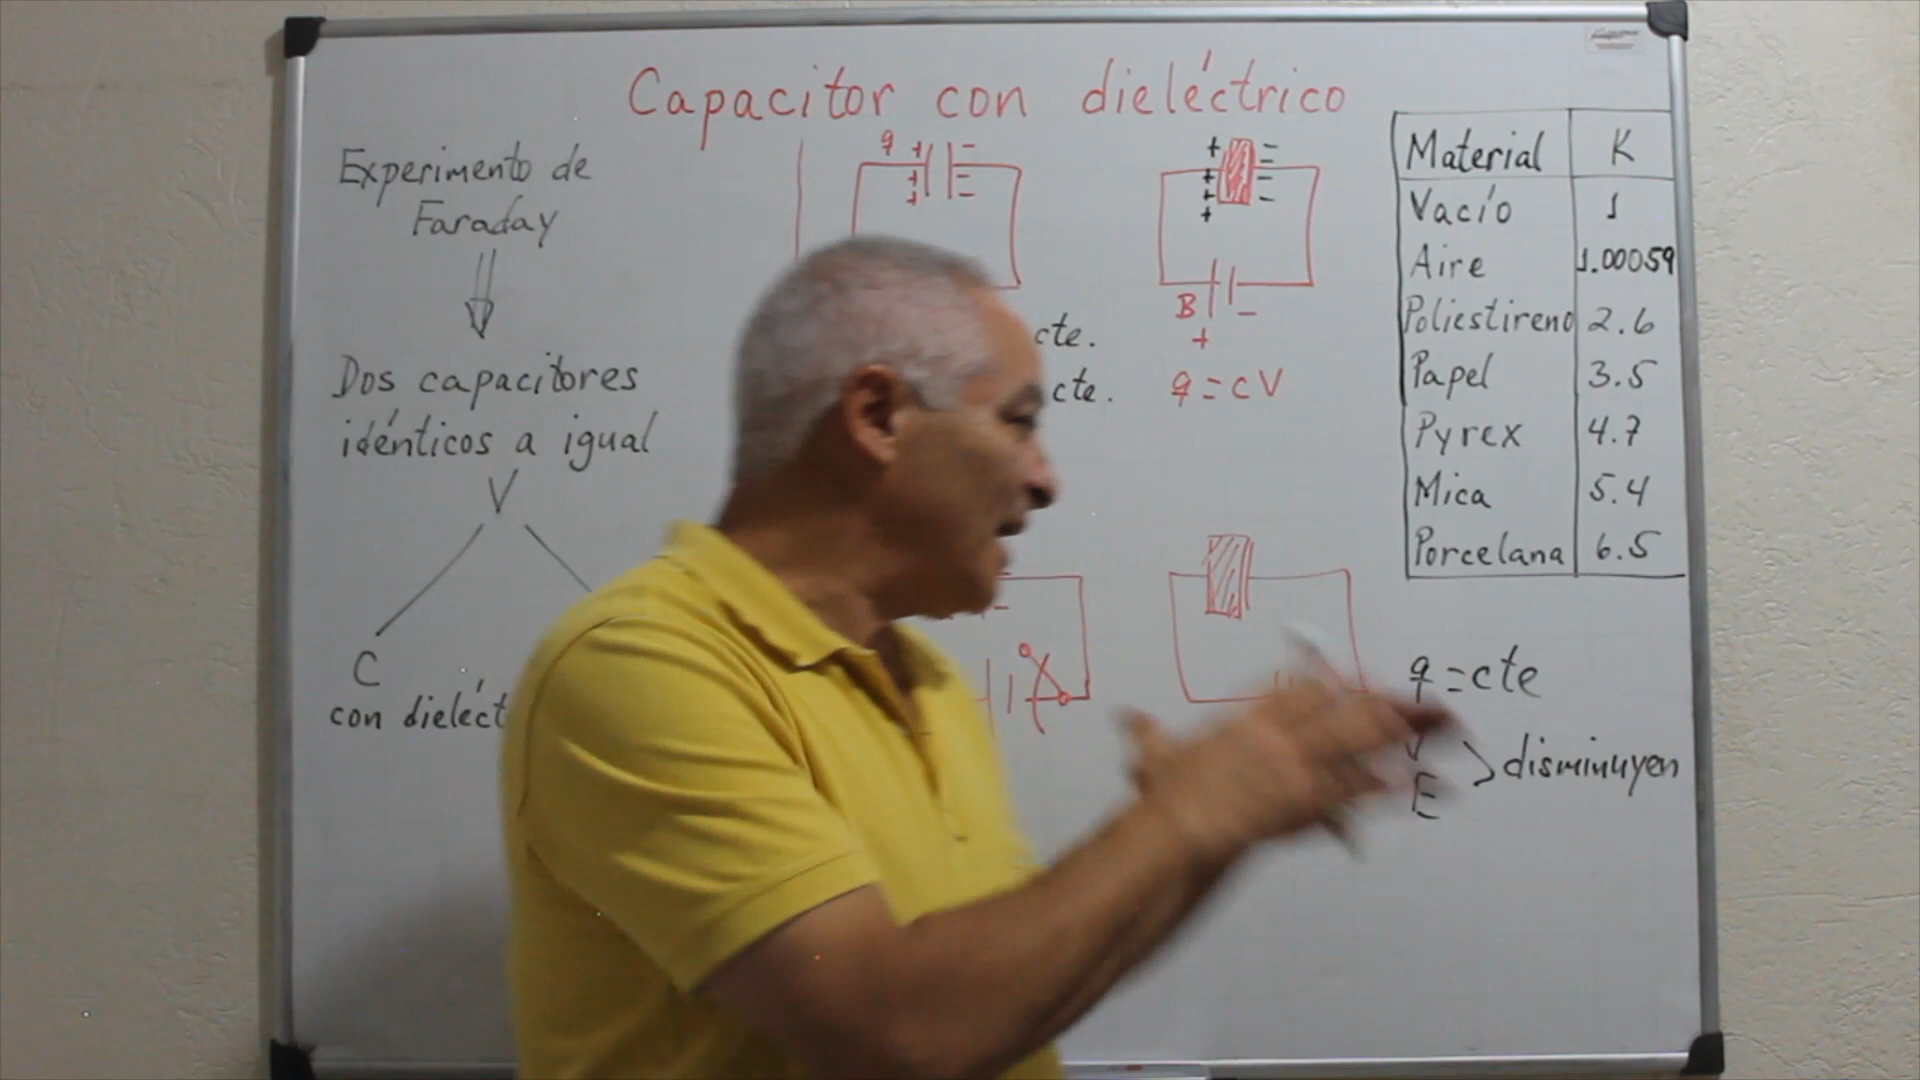 Capacitor con dieléctrico
Experimento de
Faraday
Dos capacitores
idénticos a igual
V
C
con dieléct
q + -
+ -
+ -
cte.
cte.
+ -
+ -
+ -
+
B -
+
q = cV
Material K
Vacío 1
Aire 1.00059
Poliestireno 2.6
Papel 3.5
Pyrex 4.7
Mica 5.4
Porcelana 6.5
-
q = cte
E
disminuyen